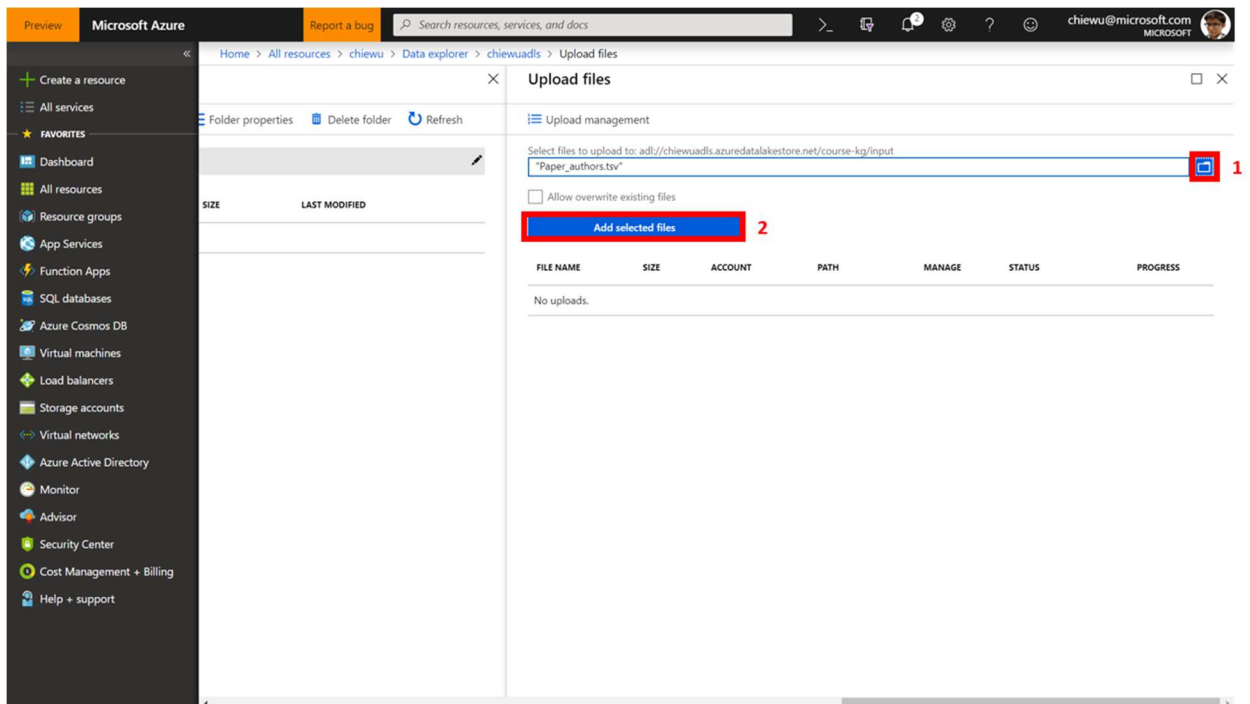 Preview Microsoft Azure Report a bug Search resources, services, and docs >_ 2 ? chiewu@microsoft.com
MICROSOFT
« Home > All resources > chiewu > Data explorer > chiewuadls > Upload files
Create a resource
All services
FAVORITES
Dashboard
All resources
Resource groups
App Services
Function Apps
SQL databases
Azure Cosmos DB
Virtual machines
Load balancers
Storage accounts
Virtual networks
Azure Active Directory
Monitor
Advisor
Security Center
Cost Management + Billing
Help + support
Folder properties Delete folder Refresh
SIZE LAST MODIFIED
Upload files
Upload management
Select files to upload to: adl://chiewuadls.azuredatalakestore.net/course-kg/input
"Paper_authors.tsv" 1
Allow overwrite existing files
Add selected files 2
FILE NAME SIZE ACCOUNT PATH MANAGE STATUS PROGRESS
No uploads.